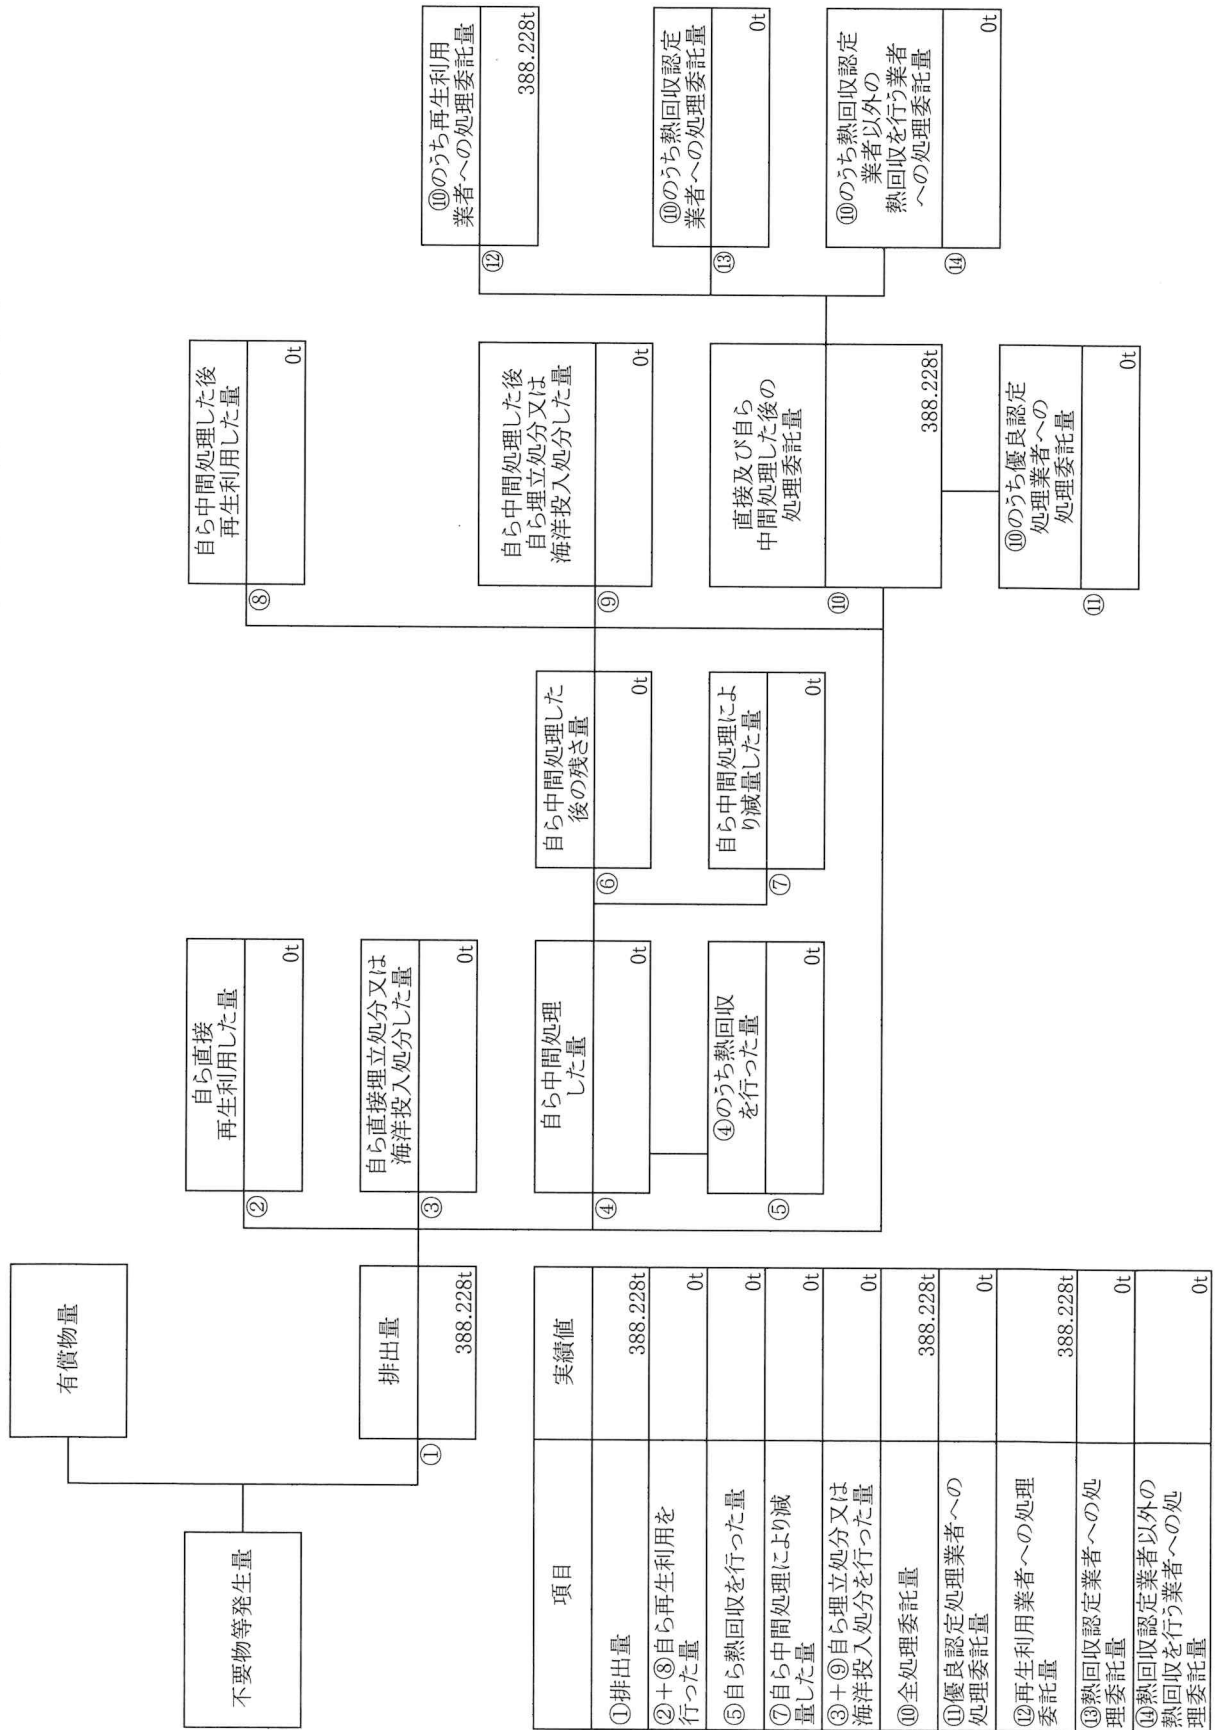 不要物等発生量
有償物量
①
排出量
388.228t
②
自ら直接
再生利用した量
0t
③
自ら直接埋立処分又は
海洋投入処分した量
0t
④
自ら中間処理
した量
0t
⑤
④のうち熱回収
を行った量
0t
⑥
自ら中間処理した
後の残さ量
0t
⑦
自ら中間処理によ
り減量した量
0t
⑧
自ら中間処理した後
再生利用した量
0t
⑨
自ら中間処理した後
自ら埋立処分又は
海洋投入処分した量
0t
⑩
直接及び自ら
中間処理した後の
処理委託量
388.228t
⑪
⑩のうち優良認定
処理業者への
処理委託量
0t
⑫
⑩のうち再生利用
業者への処理委託量
388.228t
⑬
⑩のうち熱回収認定
業者への処理委託量
0t
⑭
⑩のうち熱回収認定
業者以外の
熱回収を行う業者
への処理委託量
0t
項目
実績値
①排出量
388.228t
②+⑧自ら再生利用を
行った量
0t
⑤自ら熱回収を行った量
0t
⑦自ら中間処理により減
量した量
0t
③+⑨自ら埋立処分又は
海洋投入処分を行った量
0t
⑩全処理委託量
388.228t
⑪優良認定処理業者への
処理委託量
0t
⑫再生利用業者への処理
委託量
388.228t
⑬熱回収認定業者への処
理委託量
0t
⑭熱回収認定業者以外の
熱回収を行う業者への処
理委託量
0t